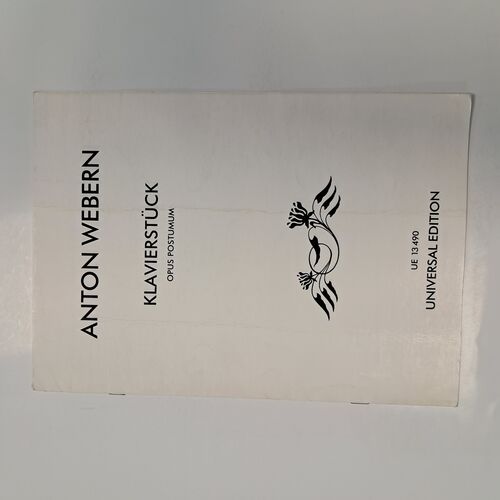 ANTON WEBERN
KLAVIERSTÜCK
OPUS POSTUMUM
UE 13 490
UNIVERSAL EDITION